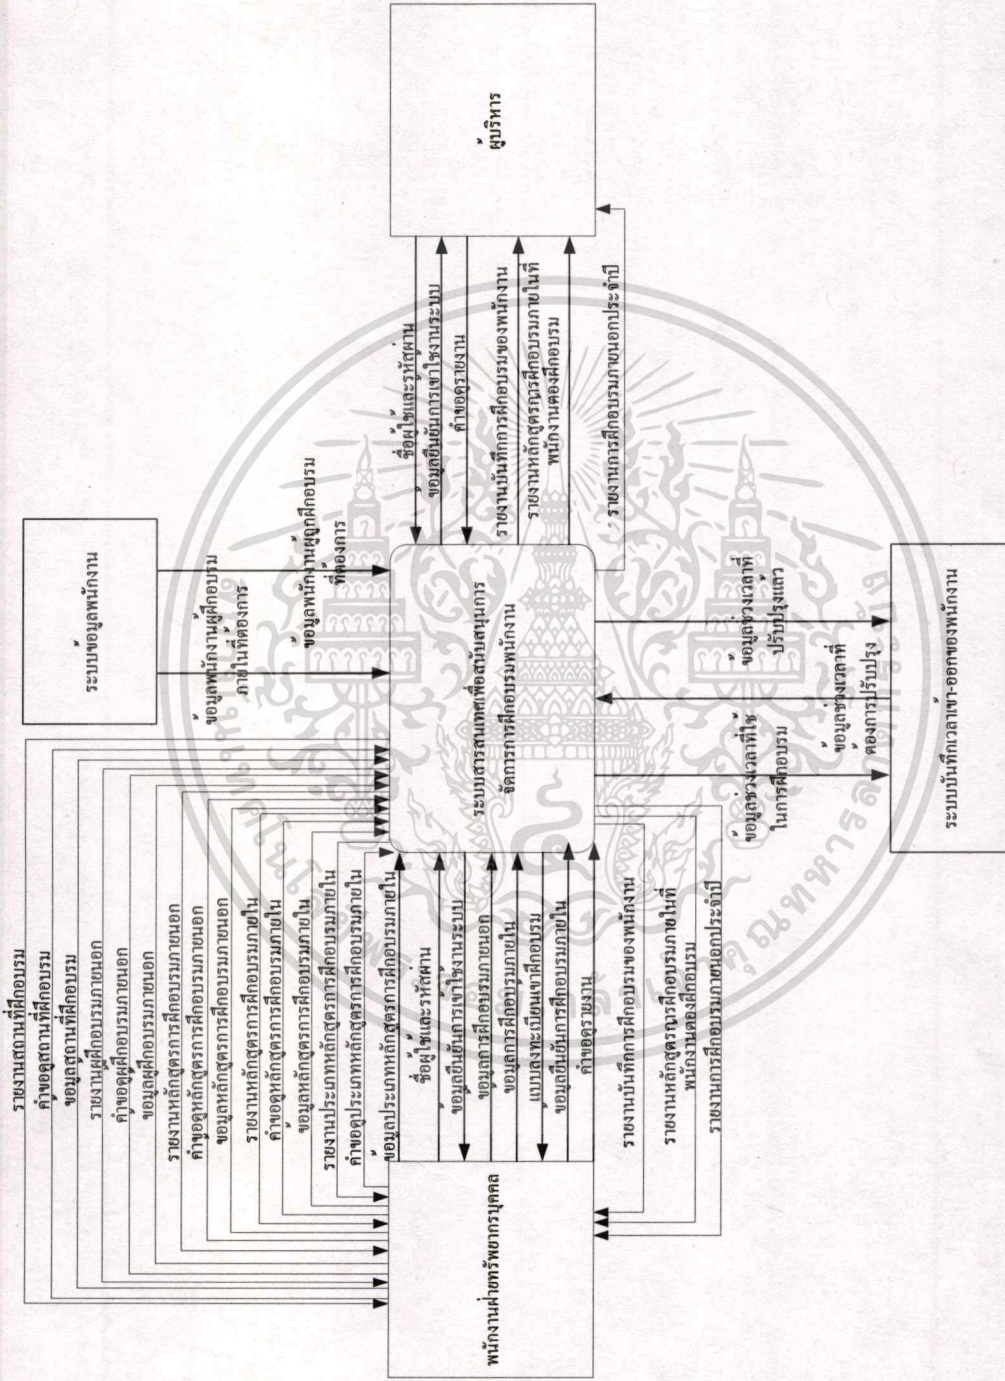 รายงานสถานที่ฝึกอบรม
คำขอดูสถานที่ฝึกอบรม
ข้อมูลสถานที่ฝึกอบรม
รายงานผู้ฝึกอบรมภายนอก
คำขอดูผู้ฝึกอบรมภายนอก
ข้อมูลผู้ฝึกอบรมภายนอก
รายงานหลักสูตรการฝึกอบรมภายนอก
คำขอดูหลักสูตรการฝึกอบรมภายนอก
ข้อมูลหลักสูตรการฝึกอบรมภายนอก
รายงานหลักสูตรการฝึกอบรมภายใน
คำขอดูหลักสูตรการฝึกอบรมภายใน
ข้อมูลหลักสูตรการฝึกอบรมภายใน
รายงานประเภทหลักสูตรการฝึกอบรมภายใน
คำขอดูประเภทหลักสูตรการฝึกอบรมภายใน
ข้อมูลประเภทหลักสูตรการฝึกอบรมภายใน
ชื่อผู้ใช้และรหัสผ่าน
ข้อมูลยืนยันการเข้าใช้งานระบบ
ข้อมูลการฝึกอบรมภายนอก
ข้อมูลการฝึกอบรมภายใน
แบบลงทะเบียนเข้าฝึกอบรม
ข้อมูลยืนยันการฝึกอบรมภายใน
คำขอดูรายงาน
รายงานบันทึกการฝึกอบรมของพนักงาน
รายงานหลักสูตรการฝึกอบรมภายในที่
พนักงานต้องฝึกอบรม
รายงานการฝึกอบรมภายนอกประจำปี
พนักงานฝ่ายทรัพยากรบุคคล
ระบบข้อมูลพนักงาน
ข้อมูลพนักงานผู้ฝึกอบรม
ภายในที่ต้องการ
ข้อมูลพนักงานผู้ถูกฝึกอบรม
ที่ต้องการ
ระบบสารสนเทศเพื่อสนับสนุนการ
จัดการการฝึกอบรมพนักงาน
ข้อมูลช่วงเวลาที่ใช้
ในการฝึกอบรม
ข้อมูลช่วงเวลาที่
ต้องการปรับปรุง
ข้อมูลช่วงเวลาที่
ปรับปรุงแล้ว
ระบบบันทึกเวลาเข้า-ออกของพนักงาน
ชื่อผู้ใช้และรหัสผ่าน
ข้อมูลยืนยันการเข้าใช้งานระบบ
คำขอดูรายงาน
รายงานบันทึกการฝึกอบรมของพนักงาน
รายงานหลักสูตรการฝึกอบรมภายในที่
พนักงานต้องฝึกอบรม
รายงานการฝึกอบรมภายนอกประจำปี
ผู้บริหาร